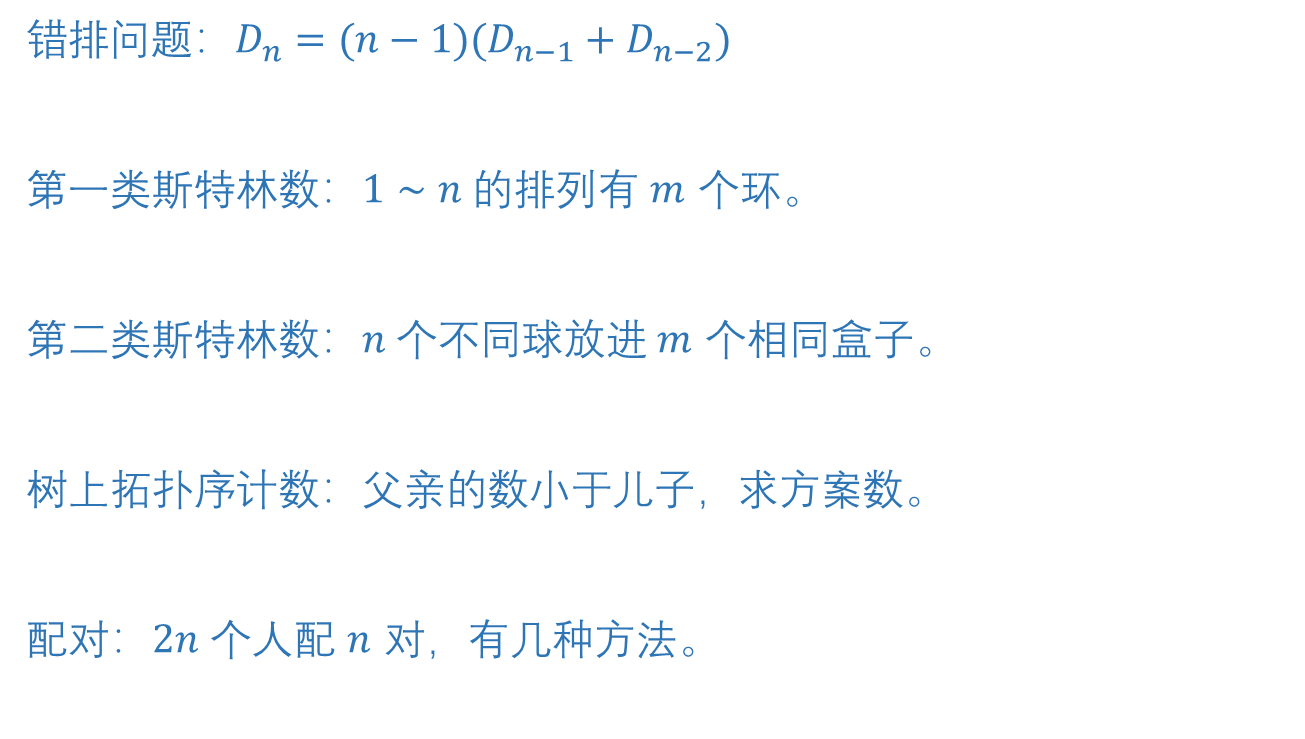 错排问题：$D_n = (n-1)(D_{n-1} + D_{n-2})$
第一类斯特林数：$1 \sim n$ 的排列有 $m$ 个环。
第二类斯特林数：$n$ 个不同球放进 $m$ 个相同盒子。
树上拓扑序计数：父亲的数小于儿子，求方案数。
配对：$2n$ 个人配 $n$ 对，有几种方法。